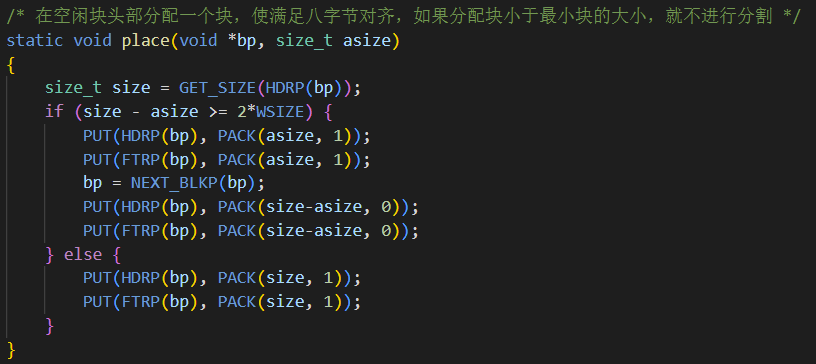 /* 在空闲块头部分配一个块，使满足八字节对齐，如果分配块小于最小块的大小，就不进行分割 */
static void place(void *bp, size_t asize)
{
    size_t size = GET_SIZE(HDRP(bp));
    if (size - asize >= 2*WSIZE) {
        PUT(HDRP(bp), PACK(asize, 1));
        PUT(FTRP(bp), PACK(asize, 1));
        bp = NEXT_BLKP(bp);
        PUT(HDRP(bp), PACK(size-asize, 0));
        PUT(FTRP(bp), PACK(size-asize, 0));
    } else {
        PUT(HDRP(bp), PACK(size, 1));
        PUT(FTRP(bp), PACK(size, 1));
    }
}